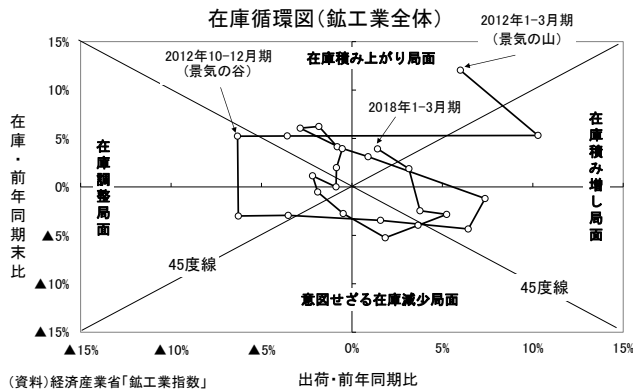 在庫循環図(鉱工業全体)
2012年1-3月期
(景気の山)
2012年10-12月期
(景気の谷)
在庫積み上がり局面
2018年1-3月期
在庫・前年同期末比
在庫調整局面
在庫積み増し局面
15%
10%
5%
0%
▲5%
▲10%
▲15%
45度線
意図せざる在庫減少局面
45度線
▲15% ▲10% ▲5% 0% 5% 10% 15%
(資料)経済産業省「鉱工業指数」
出荷・前年同期比